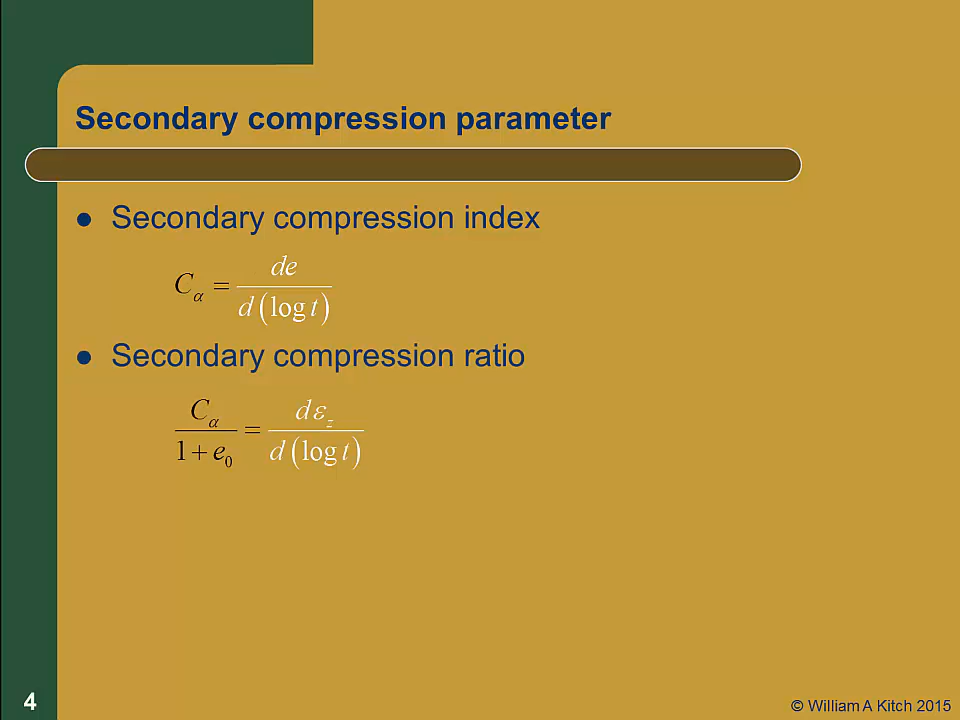 Secondary compression parameter
● Secondary compression index
C_α = de / d(log t)
● Secondary compression ratio
C_α / 1 + e_0 = dε_z / d(log t)
4
© William A Kitch 2015